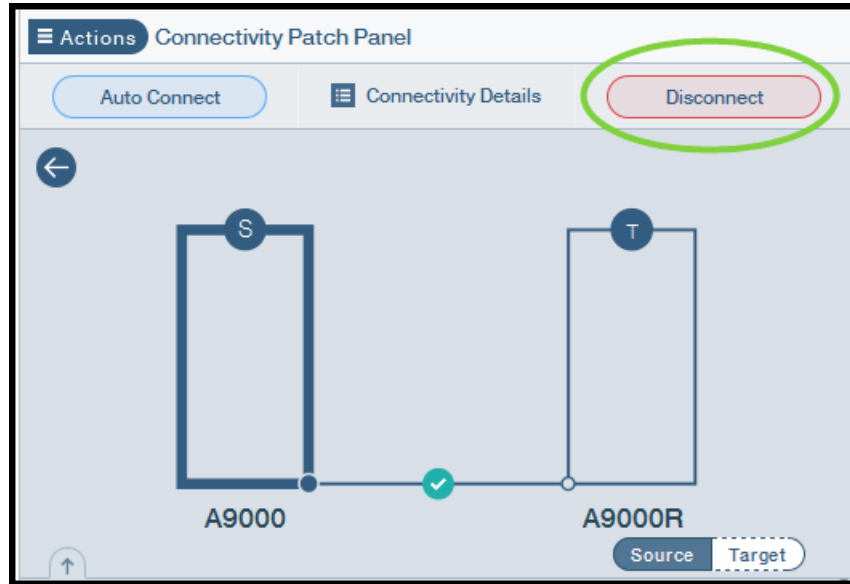 Actions Connectivity Patch Panel
Auto Connect Connectivity Details Disconnect
S T
A9000 A9000R
Source Target